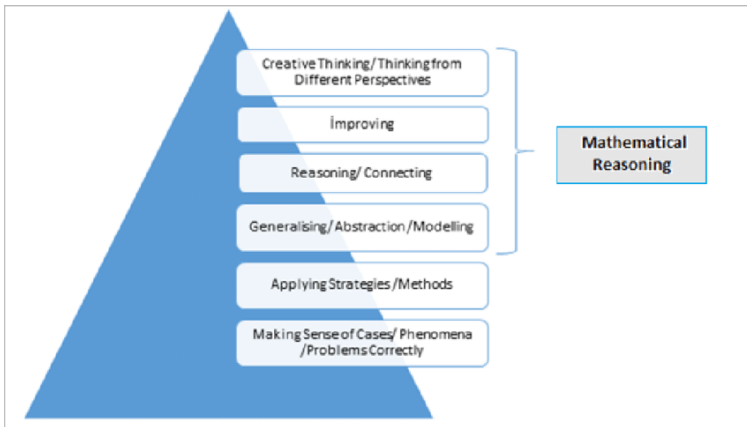 Creative Thinking/ Thinking from
Different Perspectives
İmproving
Reasoning/ Connecting
Generalising/Abstraction/Modelling
Applying Strategies /Methods
Making Sense of Cases/ Phenomena
/Problems Correctly
Mathematical
Reasoning